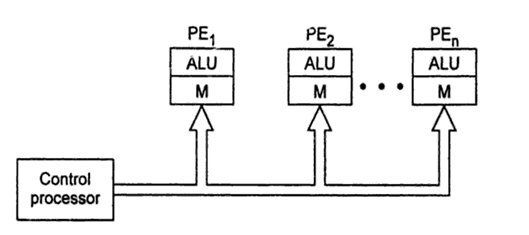 PE1 PE2 PEn
ALU ALU ALU
M M • • • M
Control
processor